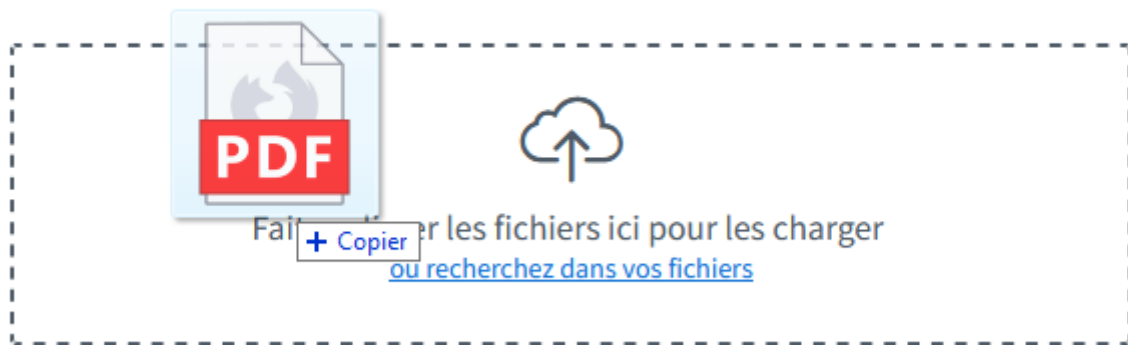 PDF
Fai er les fichiers ici pour les charger
+ Copier
ou recherchez dans vos fichiers